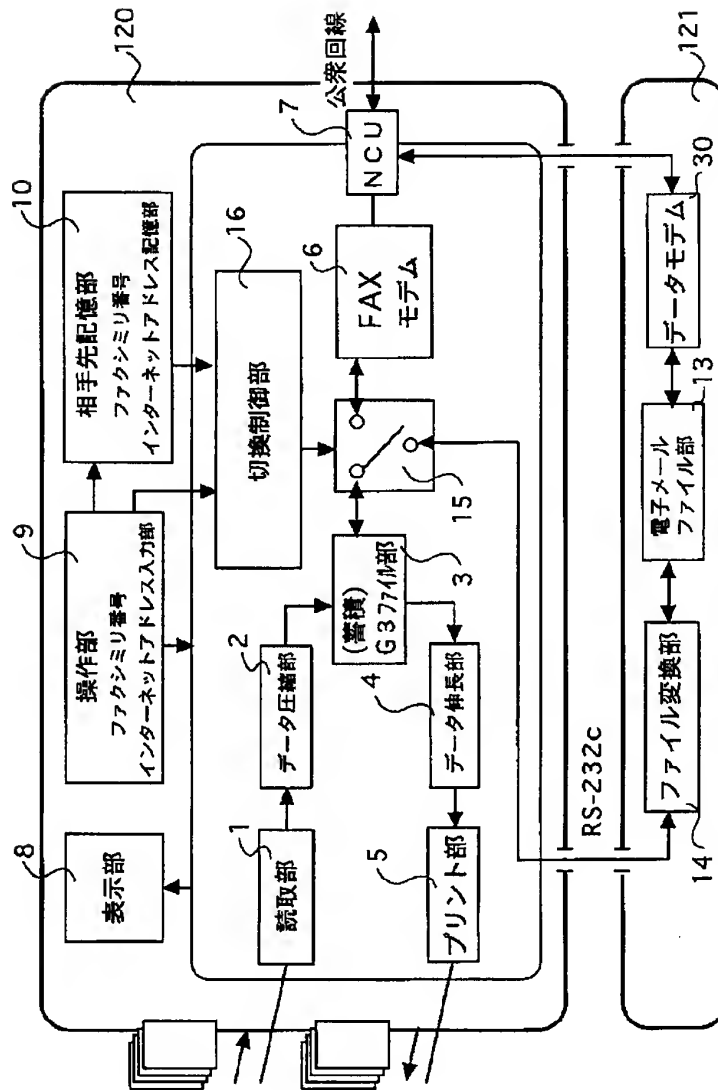 120
10
相手先記憶部
ファクシミリ番号
インターネットアドレス記憶部
9
操作部
ファクシミリ番号
インターネットアドレス入力部
8
表示部
16
切換制御部
公衆回線
7
NCU
6
FAX
モデム
15
(蓄積)
G3ファイル部
3
2
データ圧縮部
1
読取部
4
データ伸長部
5
プリント部
RS-232c
121
30
データモデム
13
電子メール
ファイル部
ファイル変換部
14